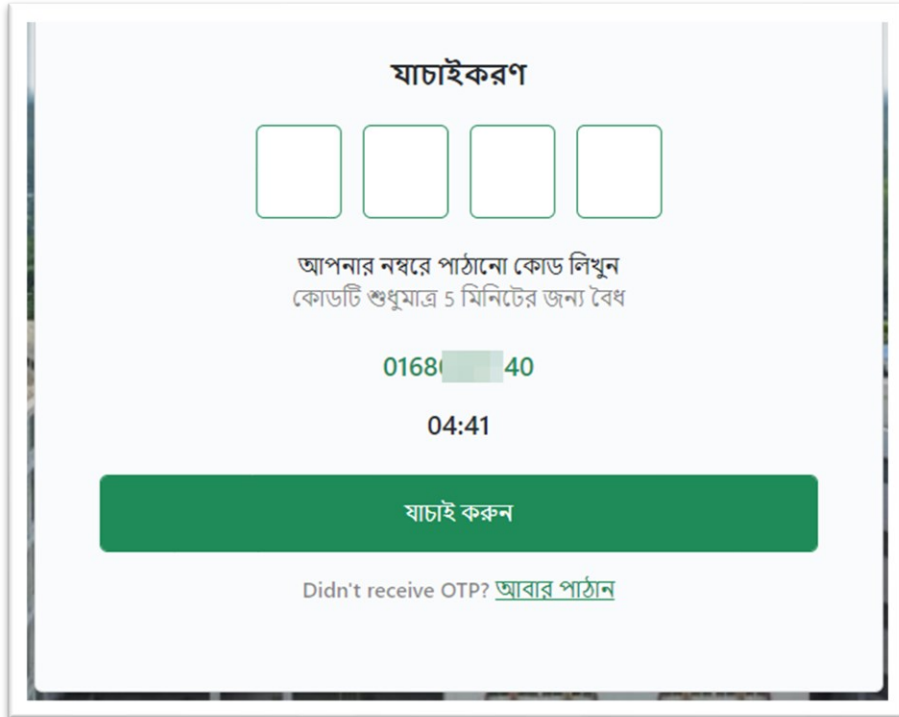 যাচাইকরণ
আপনার নম্বরে পাঠানো কোড লিখুন
কোডটি শুধুমাত্র 5 মিনিটের জন্য বৈধ
0168 40
04:41
যাচাই করুন
Didn't receive OTP? আবার পাঠান